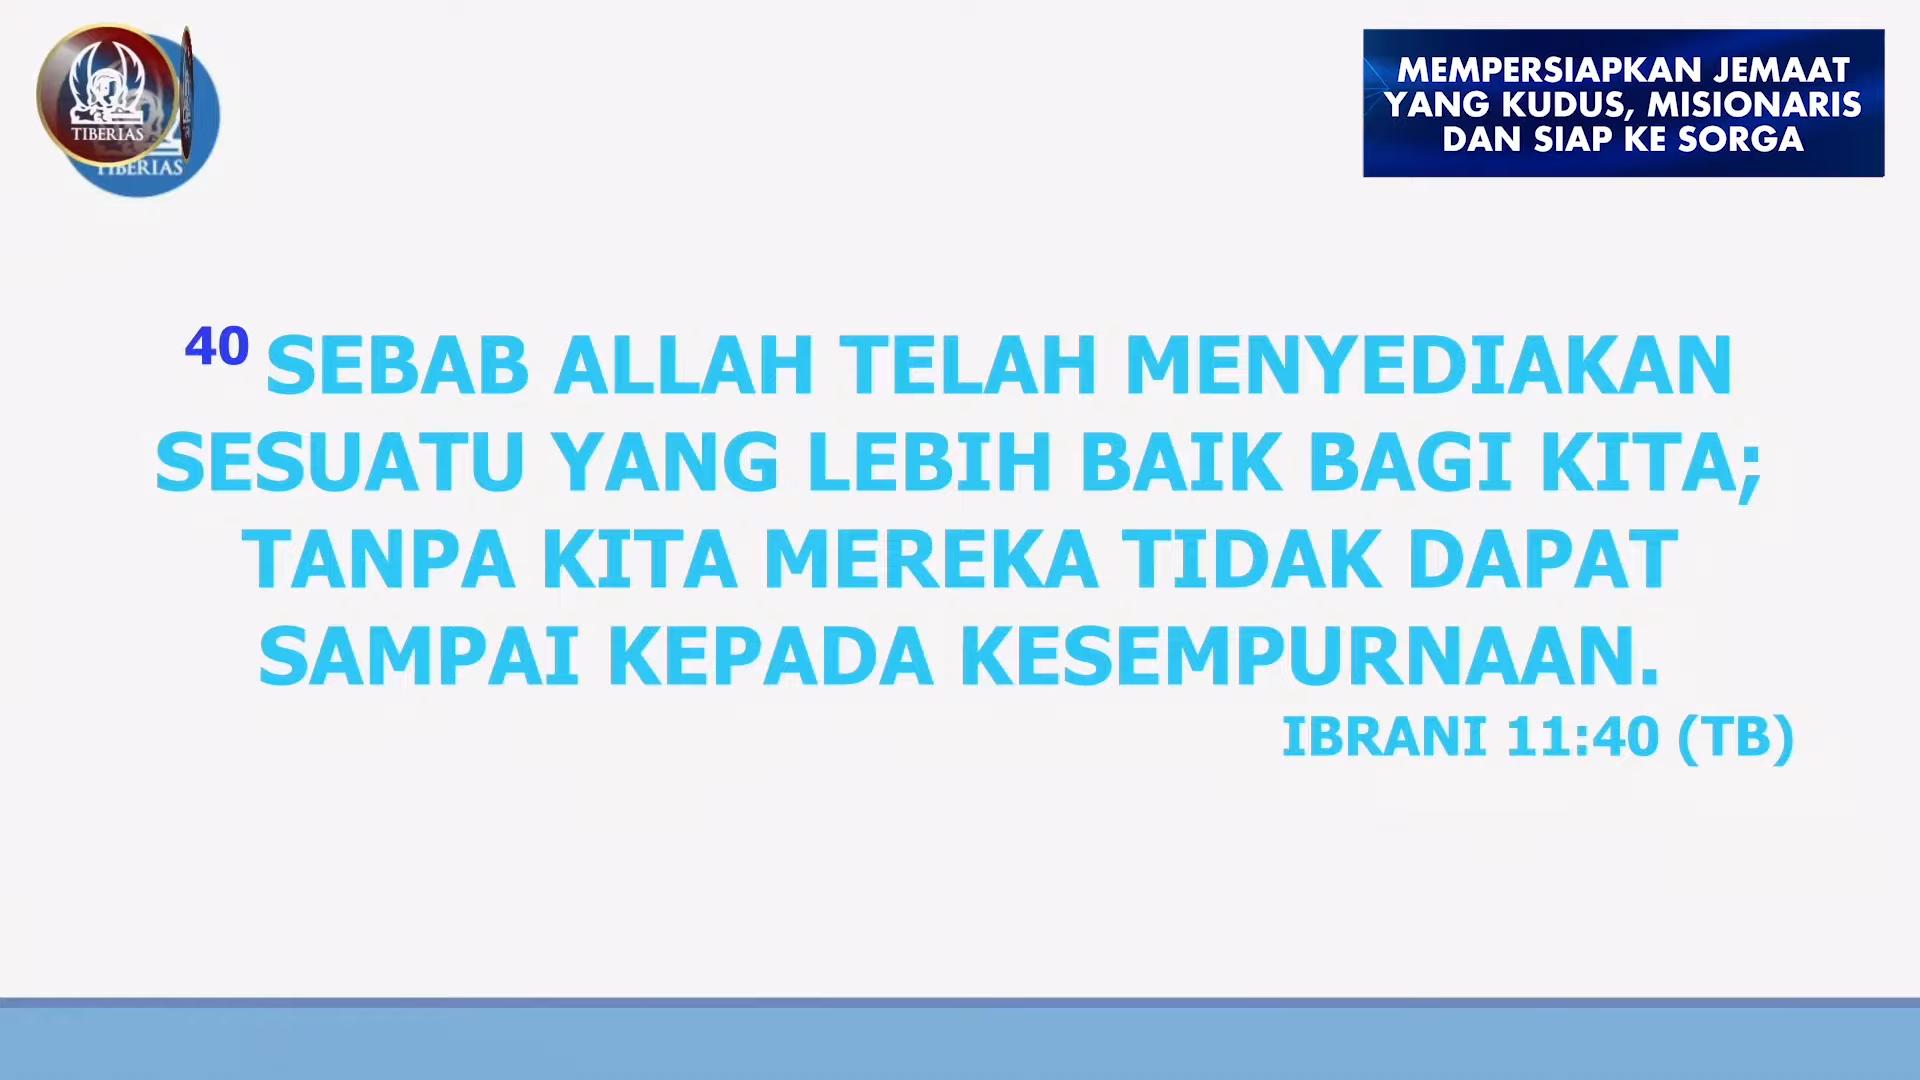 TIBERIAS
TIBERIAS
MEMPERSIAPKAN JEMAAT
YANG KUDUS, MISIONARIS
DAN SIAP KE SORGA
40 SEBAB ALLAH TELAH MENYEDIAKAN
SESUATU YANG LEBIH BAIK BAGI KITA;
TANPA KITA MEREKA TIDAK DAPAT
SAMPAI KEPADA KESEMPURNAAN.
IBRANI 11:40 (TB)